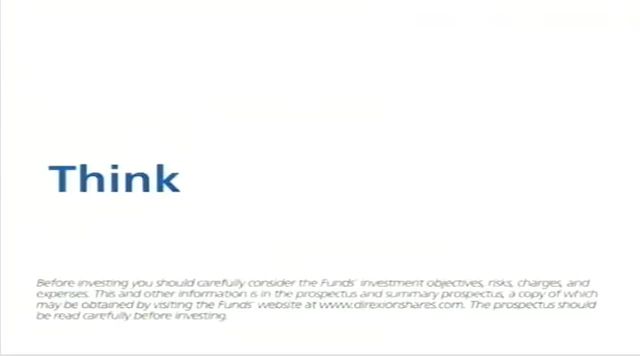 Think
Before investing you should carefully consider the Funds' investment objectives, risks, charges, and
expenses. This and other information is in the prospectus and summary prospectus, a copy of which
may be obtained by visiting the Funds' website at www.direxionshares.com. The prospectus should
be read carefully before investing.